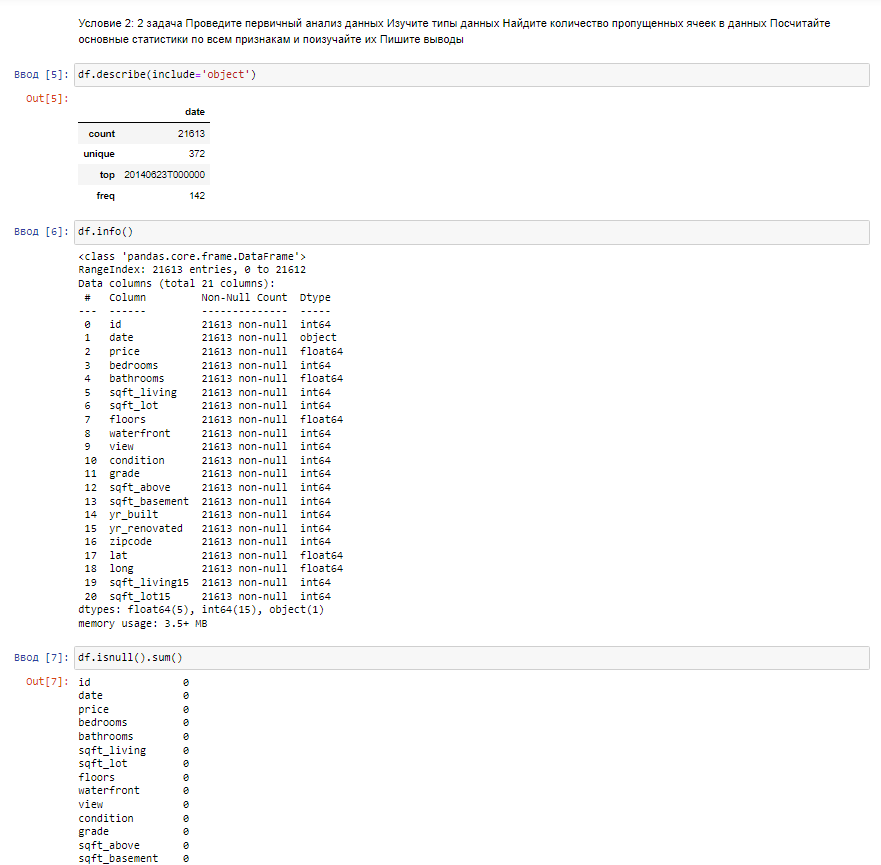 Условие 2: 2 задача Проведите первичный анализ данных Изучите типы данных Найдите количество пропущенных ячеек в данных Посчитайте
основные статистики по всем признакам и поизучайте их Пишите выводы
Ввод [5]: df.describe(include='object')
Out[5]:
date
count 21613
unique 372
top 20140623T000000
freq 142
Ввод [6]: df.info()
<class 'pandas.core.frame.DataFrame'>
RangeIndex: 21613 entries, 0 to 21612
Data columns (total 21 columns):
# Column Non-Null Count Dtype
--- ------ -------------- -----
0 id 21613 non-null int64
1 date 21613 non-null object
2 price 21613 non-null float64
3 bedrooms 21613 non-null int64
4 bathrooms 21613 non-null float64
5 sqft_living 21613 non-null int64
6 sqft_lot 21613 non-null int64
7 floors 21613 non-null float64
8 waterfront 21613 non-null int64
9 view 21613 non-null int64
10 condition 21613 non-null int64
11 grade 21613 non-null int64
12 sqft_above 21613 non-null int64
13 sqft_basement 21613 non-null int64
14 yr_built 21613 non-null int64
15 yr_renovated 21613 non-null int64
16 zipcode 21613 non-null int64
17 lat 21613 non-null float64
18 long 21613 non-null float64
19 sqft_living15 21613 non-null int64
20 sqft_lot15 21613 non-null int64
dtypes: float64(5), int64(15), object(1)
memory usage: 3.5+ MB
Ввод [7]: df.isnull().sum()
Out[7]: id 0
date 0
price 0
bedrooms 0
bathrooms 0
sqft_living 0
sqft_lot 0
floors 0
waterfront 0
view 0
condition 0
grade 0
sqft_above 0
sqft_basement 0